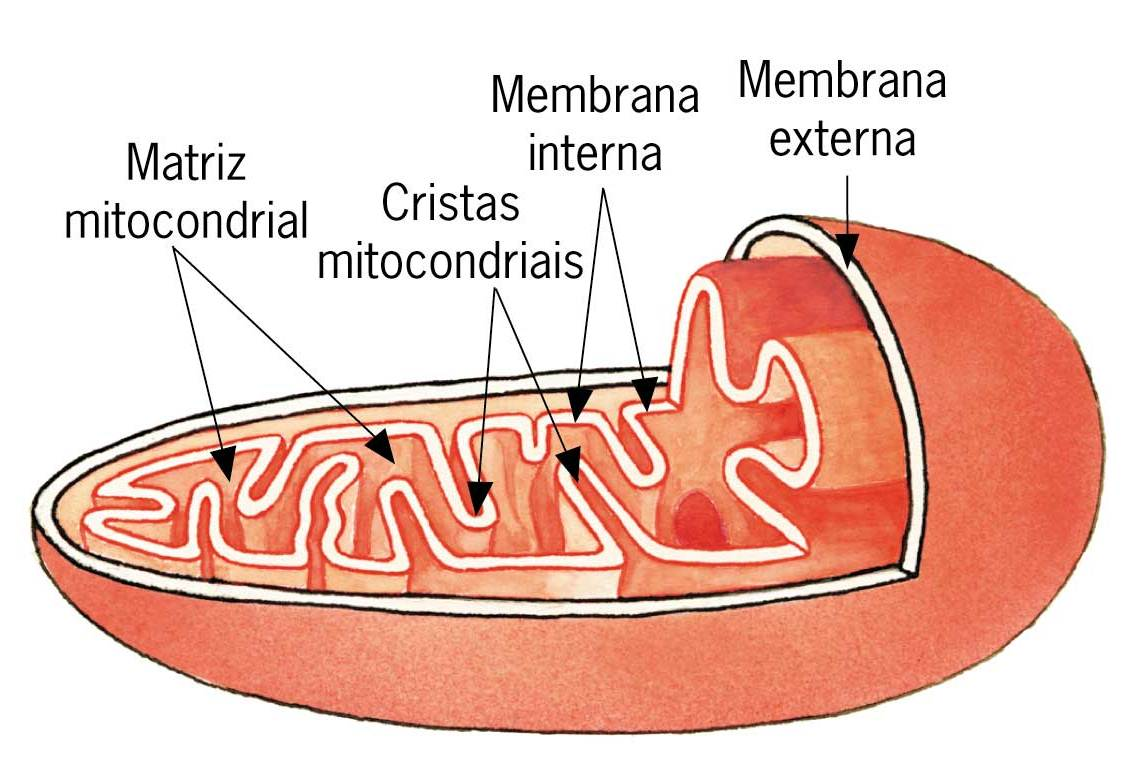 Matriz
mitocondrial
Cristas
mitocondriais
Membrana
interna
Membrana
externa